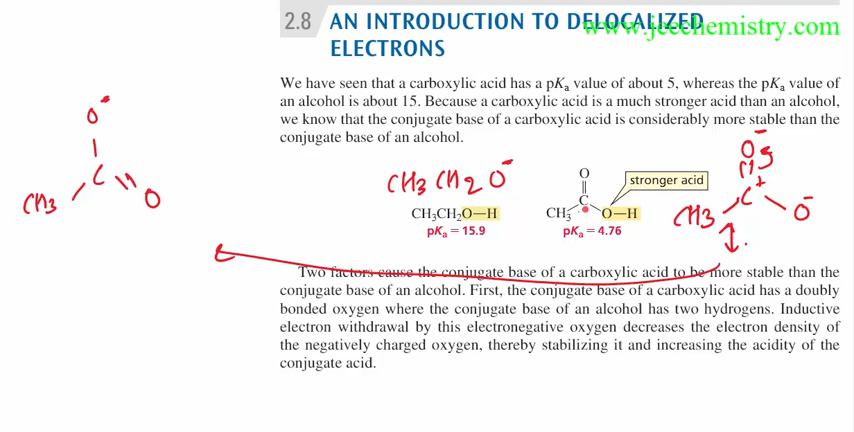 2.8 AN INTRODUCTION TO DELOCALIZED
www.jeechemistry.com
ELECTRONS
We have seen that a carboxylic acid has a pKa value of about 5, whereas the pKa value of
an alcohol is about 15. Because a carboxylic acid is a much stronger acid than an alcohol,
we know that the conjugate base of a carboxylic acid is considerably more stable than the
conjugate base of an alcohol.
O-
C
CH3 O
CH3 CH2 O-
CH3CH2O—H
pKa = 15.9
O
C
CH3 O—H
stronger acid
pKa = 4.76
O-
C+
CH3 O-
Two factors cause the conjugate base of a carboxylic acid to be more stable than the
conjugate base of an alcohol. First, the conjugate base of a carboxylic acid has a doubly
bonded oxygen where the conjugate base of an alcohol has two hydrogens. Inductive
electron withdrawal by this electronegative oxygen decreases the electron density of
the negatively charged oxygen, thereby stabilizing it and increasing the acidity of the
conjugate acid.